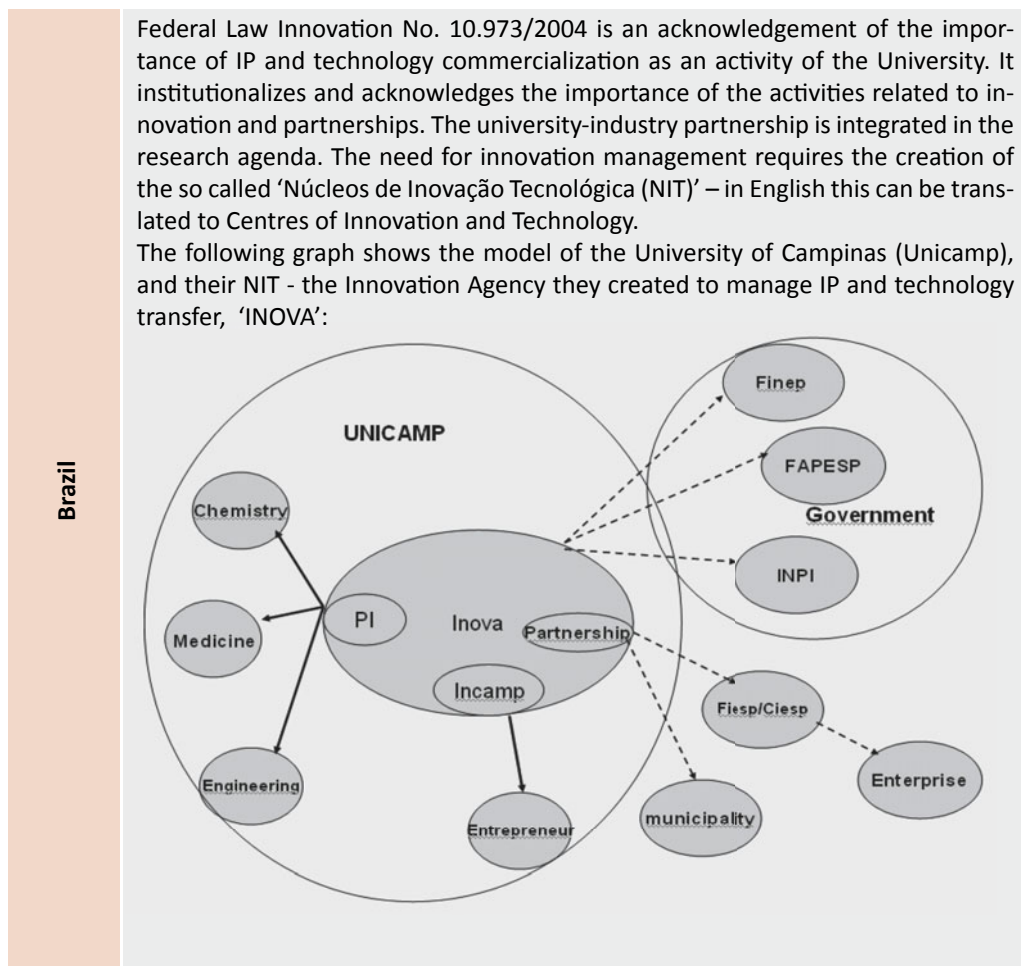 Federal Law Innovation No. 10.973/2004 is an acknowledgement of the impor-
tance of IP and technology commercialization as an activity of the University. It
institutionalizes and acknowledges the importance of the activities related to in-
novation and partnerships. The university-industry partnership is integrated in the
research agenda. The need for innovation management requires the creation of
the so called ‘Núcleos de Inovação Tecnológica (NIT)’ – in English this can be trans-
lated to Centres of Innovation and Technology.
The following graph shows the model of the University of Campinas (Unicamp),
and their NIT - the Innovation Agency they created to manage IP and technology
transfer, ‘INOVA’:
Brazil
UNICAMP
Finep
FAPESP
Government
INPI
Chemistry
Medicine
Engineering
PI
Inova
Partnership
Incamp
Entrepreneur
Fiesp/Ciesp
Enterprise
municipality